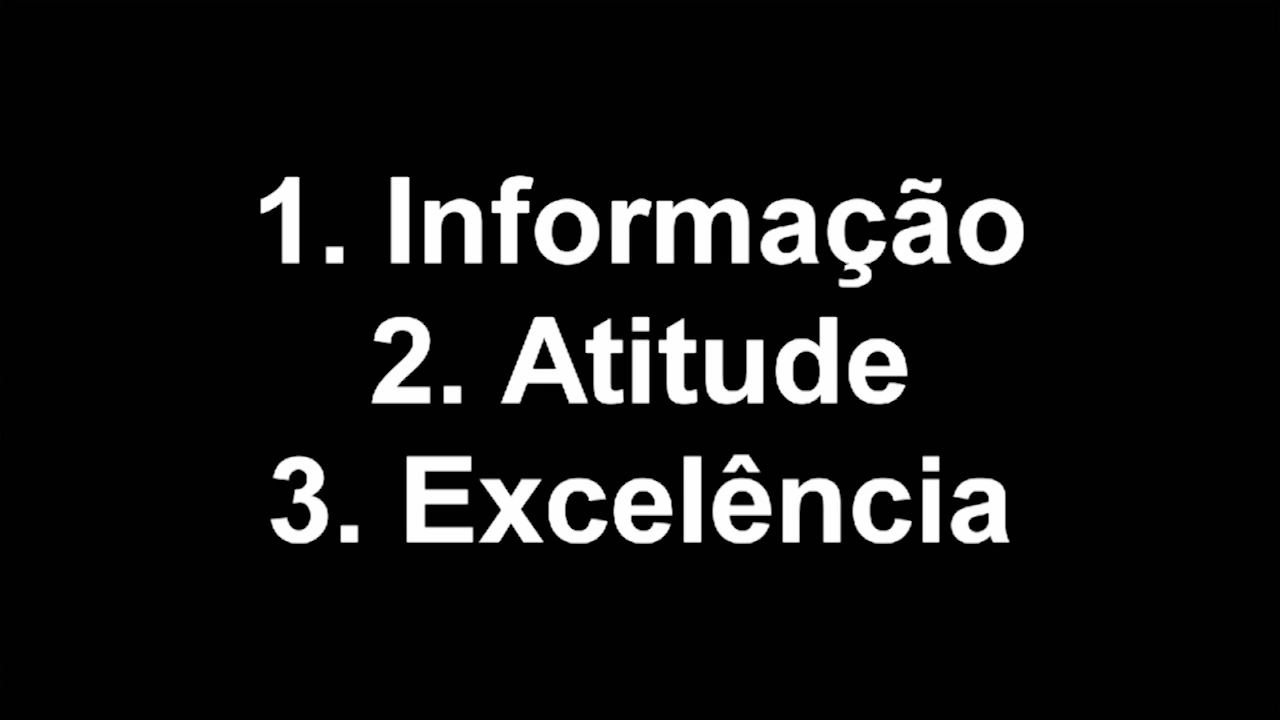 1. Informação
2. Atitude
3. Excelência